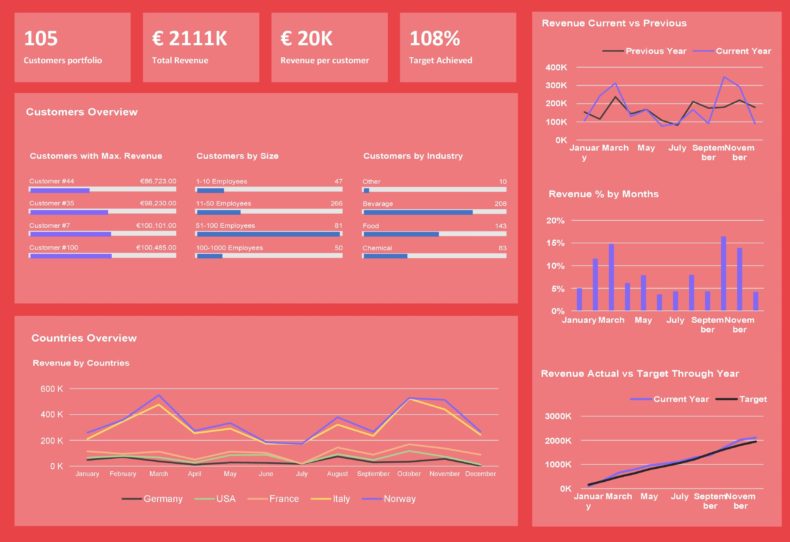 105
Customers portfolio
€ 2111K
Total Revenue
€ 20K
Revenue per customer
108%
Target Achieved
Customers Overview
Customer with Max. Revenue
Customer #44 €86,723.00
Customer #35 €98,230.00
Customer #7 €100,101.00
Customer #100 €100,485.00
Customers by Size
1-10 Employees 47
11-50 Employees 266
51-100 Employees 81
100-1000 Employees 50
Customers by Industry
Other 10
Bevarage 208
Food 143
Chemical 83
Countries Overview
Revenue by Countries
600 K
400 K
200 K
0 K
January February March April May June July August September October November December
Germany USA France Italy Norway
Revenue Current vs Previous
Previous Year Current Year
400K
300K
200K
100K
0K
Januar March May July Septem Novem
y ber ber
Revenue % by Months
20%
15%
10%
5%
0%
January March May July Septem Novem
ber ber
Revenue Actual vs Target Through Year
Current Year Target
3000K
2000K
1000K
0K
Januar March May July Septem Novem
y ber ber